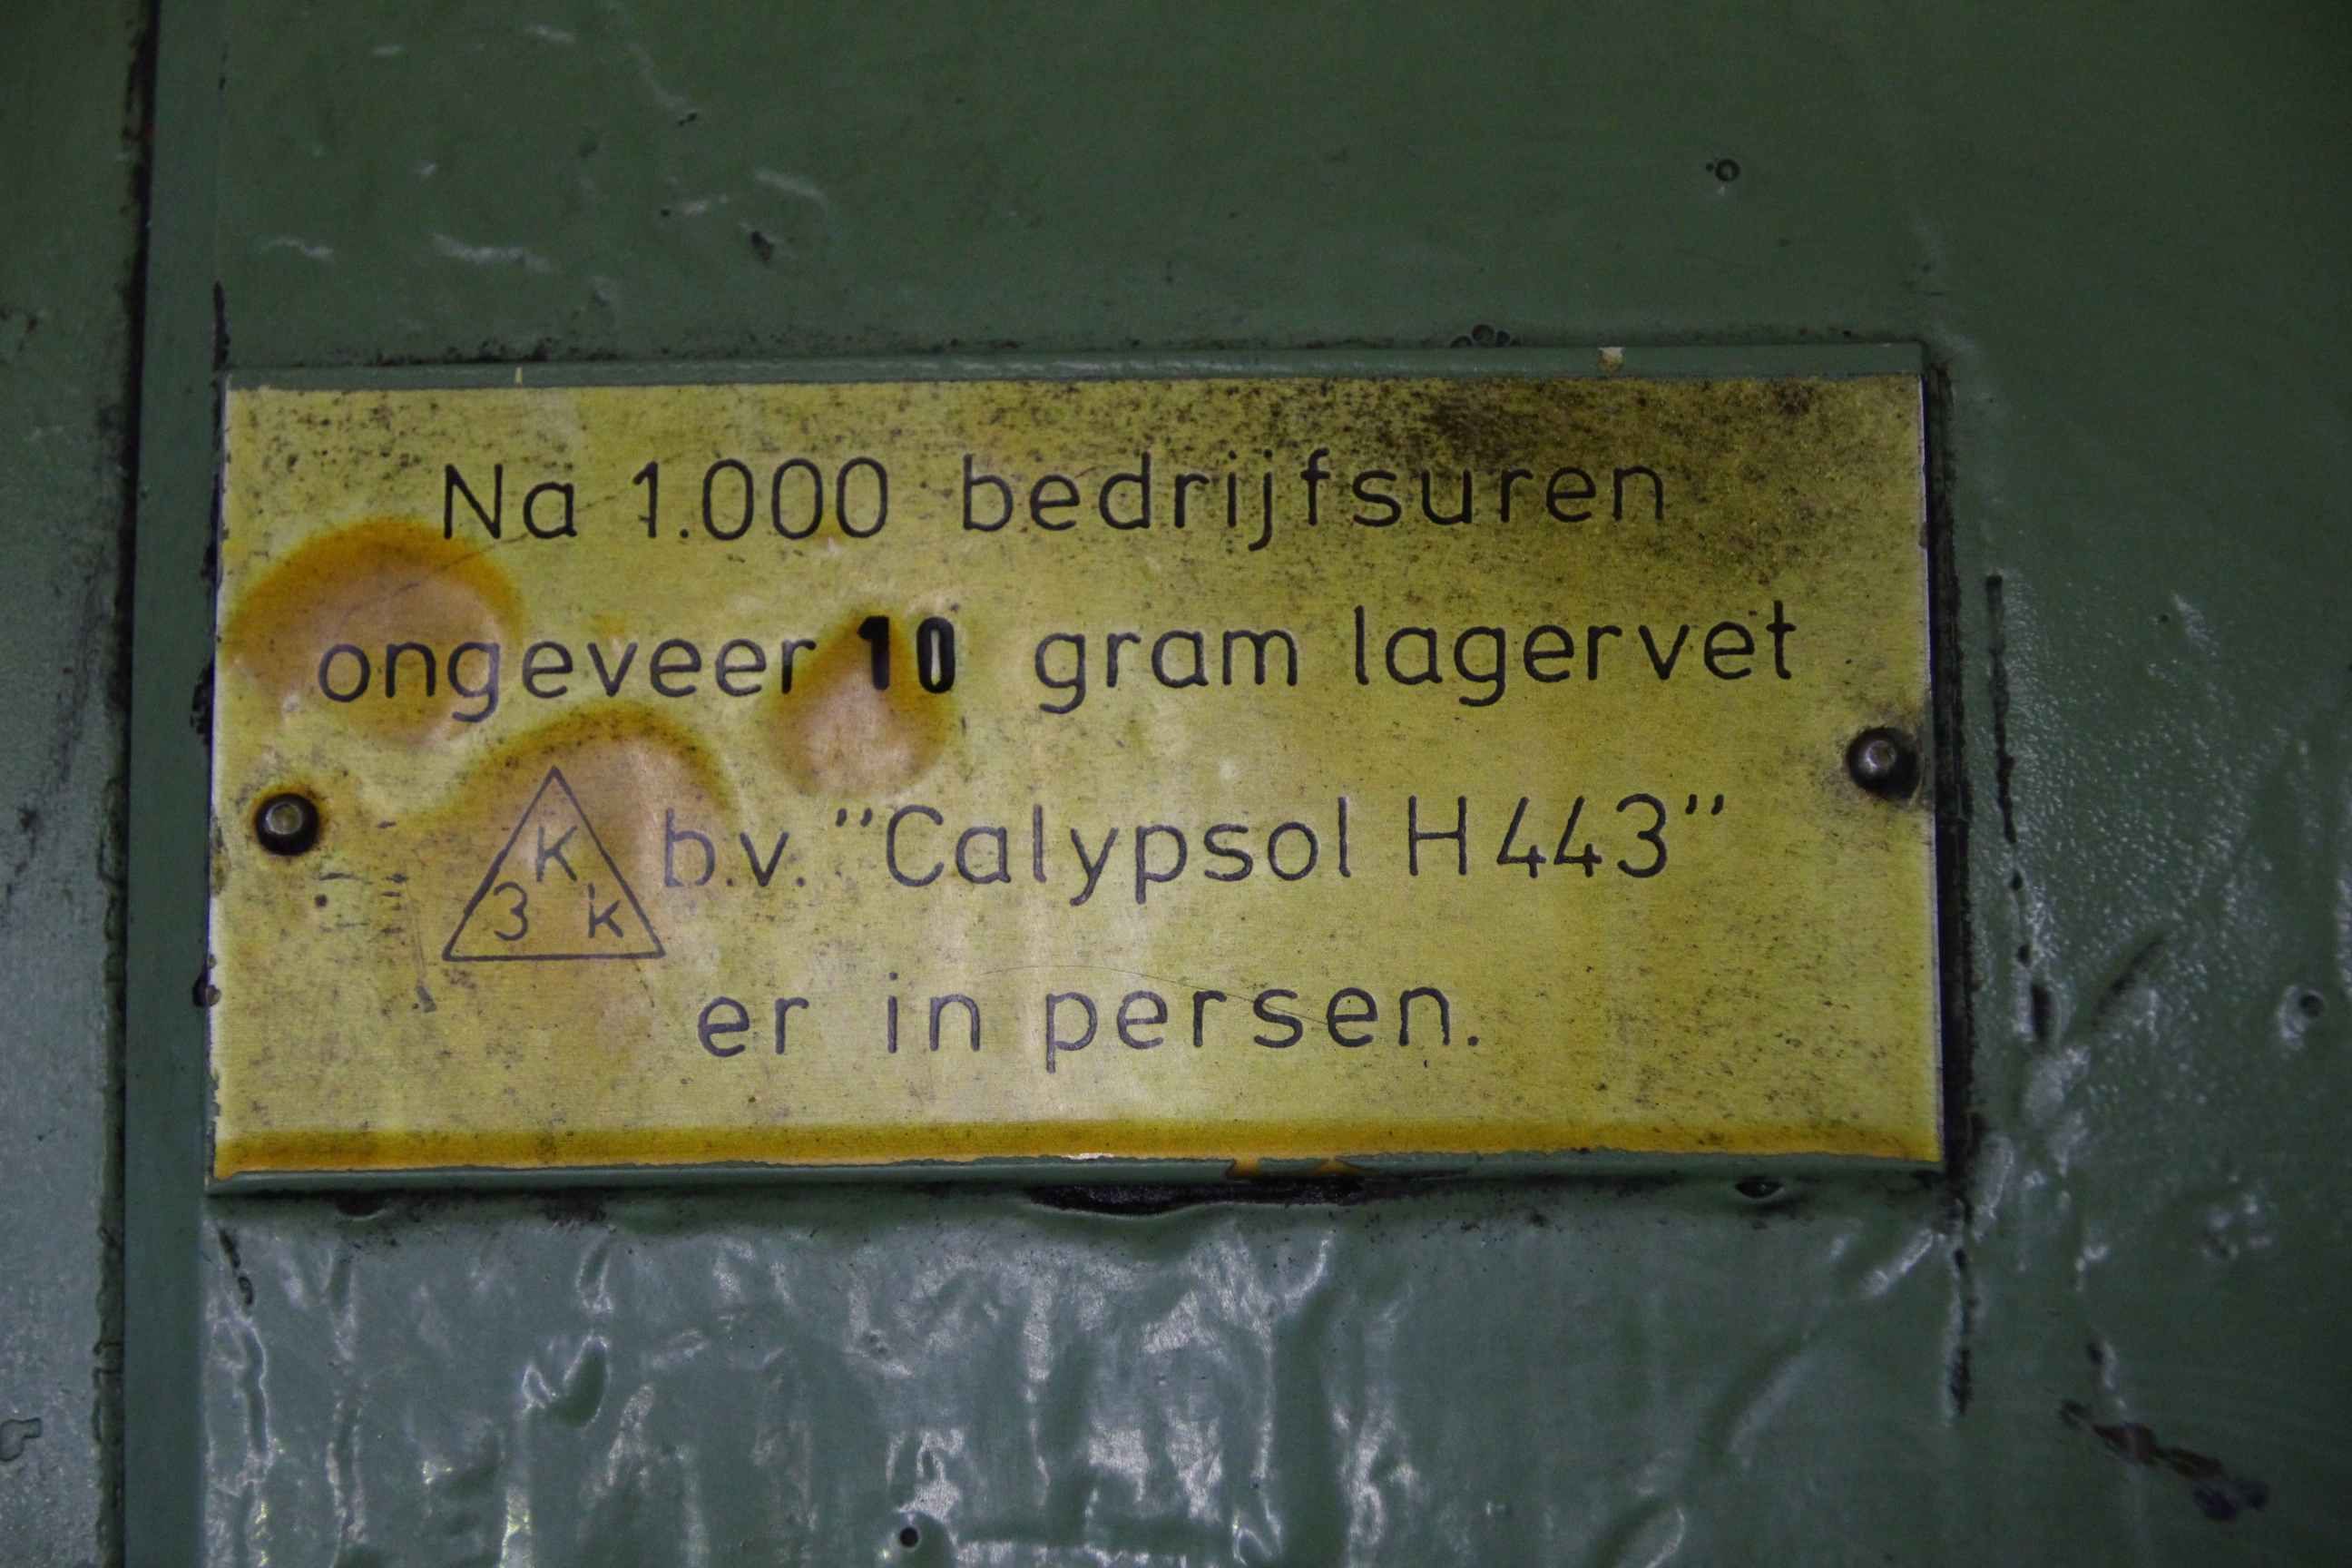 Na 1.000 bedrijfsuren
ongeveer 10 gram lagervet
K 3 k b.v. "Calypsol H443"
er in persen.